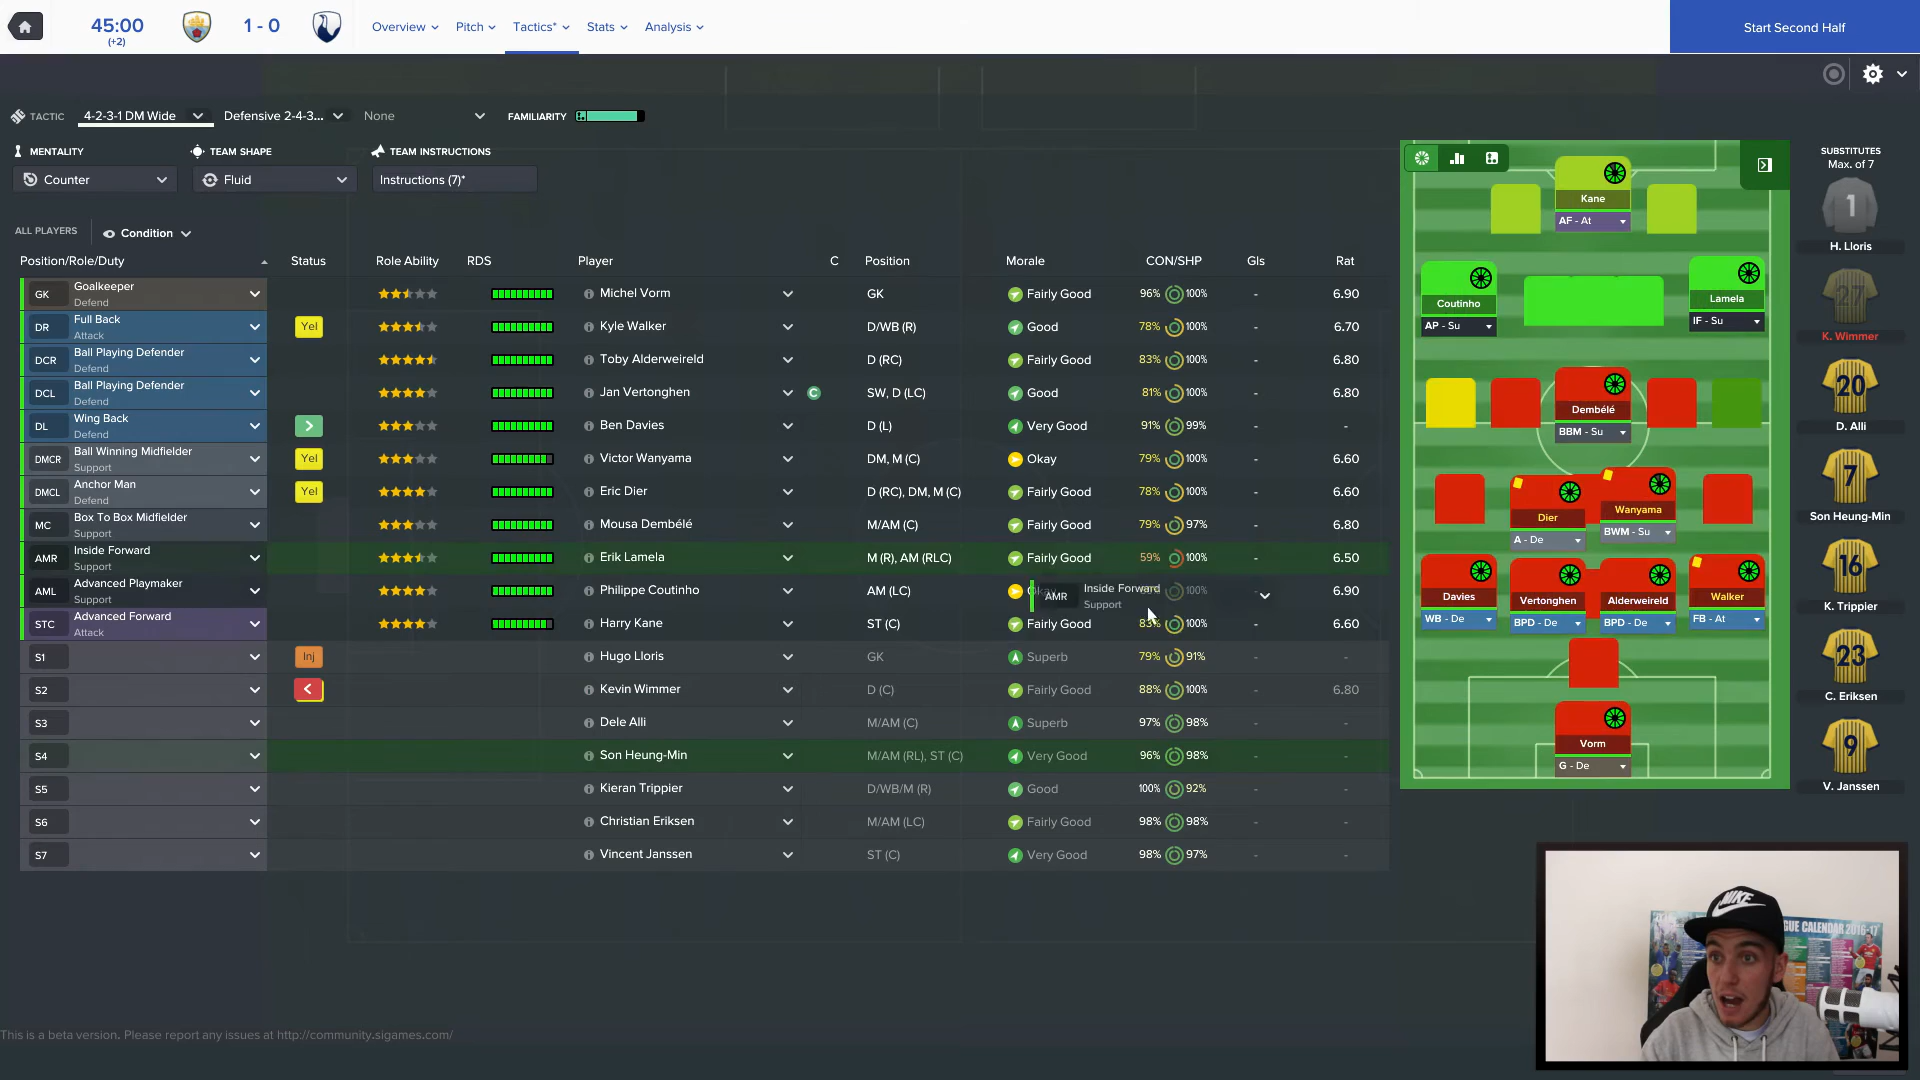 45:00
(+2)
1 - 0
Overview
Pitch
Tactics*
Stats
Analysis
Start Second Half
TACTIC
4-2-3-1 DM Wide
Defensive 2-4-3...
None
FAMILIARITY
MENTALITY
TEAM SHAPE
TEAM INSTRUCTIONS
Counter
Fluid
Instructions (7)*
ALL PLAYERS
Condition
Position/Role/Duty Status Role Ability RDS Player C Position Morale CON/SHP Gls Rat
GK Goalkeeper Defend Michel Vorm GK Fairly Good 96% 100% - 6.90
DR Full Back Attack Yel Kyle Walker D/WB (R) Good 78% 100% - 6.70
DCR Ball Playing Defender Defend Toby Alderweireld D (RC) Fairly Good 83% 100% - 6.80
DCL Ball Playing Defender Defend Jan Vertonghen C SW, D (LC) Good 81% 100% - 6.80
DL Wing Back Defend Ben Davies D (L) Very Good 91% 99% - -
DMCR Ball Winning Midfielder Support Yel Victor Wanyama DM, M (C) Okay 79% 100% - 6.60
DMCL Anchor Man Defend Yel Eric Dier D (RC), DM, M (C) Fairly Good 78% 100% - 6.60
MC Box To Box Midfielder Support Mousa Dembélé M/AM (C) Fairly Good 79% 97% - 6.80
AMR Inside Forward Support Erik Lamela M (R), AM (RLC) Fairly Good 59% 100% - 6.50
AML Advanced Playmaker Support Philippe Coutinho AM (LC) 100% - 6.90
AMR Inside Forward Support
STC Advanced Forward Attack Harry Kane ST (C) Fairly Good 83% 100% - 6.60
S1 Inj Hugo Lloris GK Superb 79% 91% - -
S2 Kevin Wimmer D (C) Fairly Good 88% 100% - 6.80
S3 Dele Alli M/AM (C) Superb 97% 98% - -
S4 Son Heung-Min M/AM (RL), ST (C) Very Good 96% 98% - -
S5 Kieran Trippier D/WB/M (R) Good 100% 92% - -
S6 Christian Eriksen M/AM (LC) Fairly Good 98% 98% - -
S7 Vincent Janssen ST (C) Very Good 98% 97% - -
Kane
AF - At
Coutinho
AP - Su
Lamela
IF - Su
Dembélé
BBM - Su
Dier
A - De
Wanyama
BWM - Su
Davies
WB - De
Vertonghen
BPD - De
Alderweireld
BPD - De
Walker
FB - At
Vorm
G - De
SUBSTITUTES
Max. of 7
1
H. Lloris
27
K. Wimmer
20
D. Alli
7
Son Heung-Min
16
K. Trippier
23
C. Eriksen
9
V. Janssen
This is a beta version. Please report any issues at http://community.sigames.com/
NIKE
GUE CALENDAR 2016-17